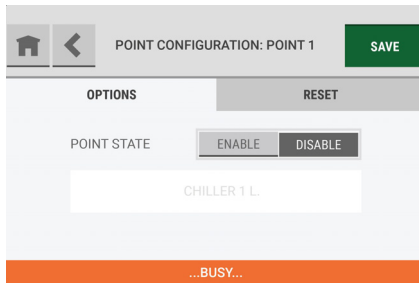 POINT CONFIGURATION: POINT 1 SAVE
OPTIONS RESET
POINT STATE ENABLE DISABLE
CHILLER 1 L.
...BUSY...